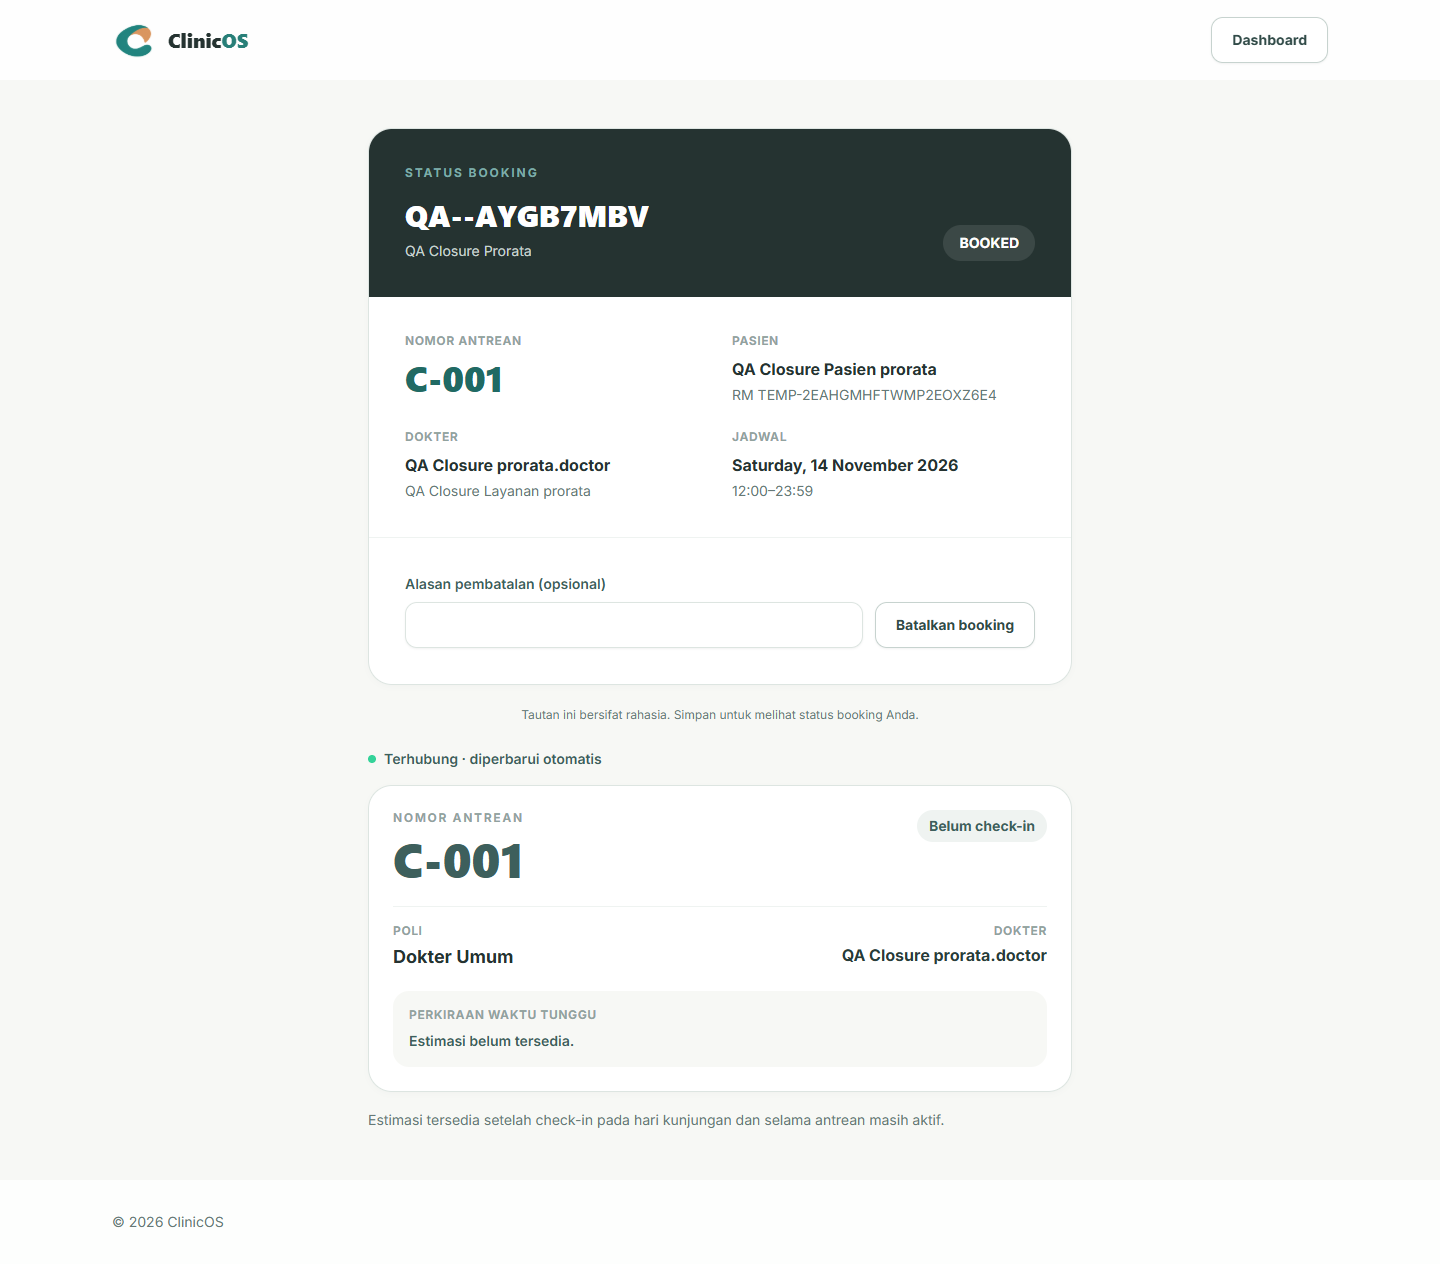 ClinicOS
Dashboard
STATUS BOOKING
QA--AYGB7MBV
QA Closure Prorata
BOOKED
NOMOR ANTREAN
C-001
PASIEN
QA Closure Pasien prorata
RM TEMP-2EAHGMHFTWMP2EOXZ6E4
DOKTER
QA Closure prorata.doctor
QA Closure Layanan prorata
JADWAL
Saturday, 14 November 2026
12:00–23:59
Alasan pembatalan (opsional)
Batalkan booking
Tautan ini bersifat rahasia. Simpan untuk melihat status booking Anda.
Terhubung · diperbarui otomatis
NOMOR ANTREAN
C-001
Belum check-in
POLI
Dokter Umum
DOKTER
QA Closure prorata.doctor
PERKIRAAN WAKTU TUNGGU
Estimasi belum tersedia.
Estimasi tersedia setelah check-in pada hari kunjungan dan selama antrean masih aktif.
© 2026 ClinicOS